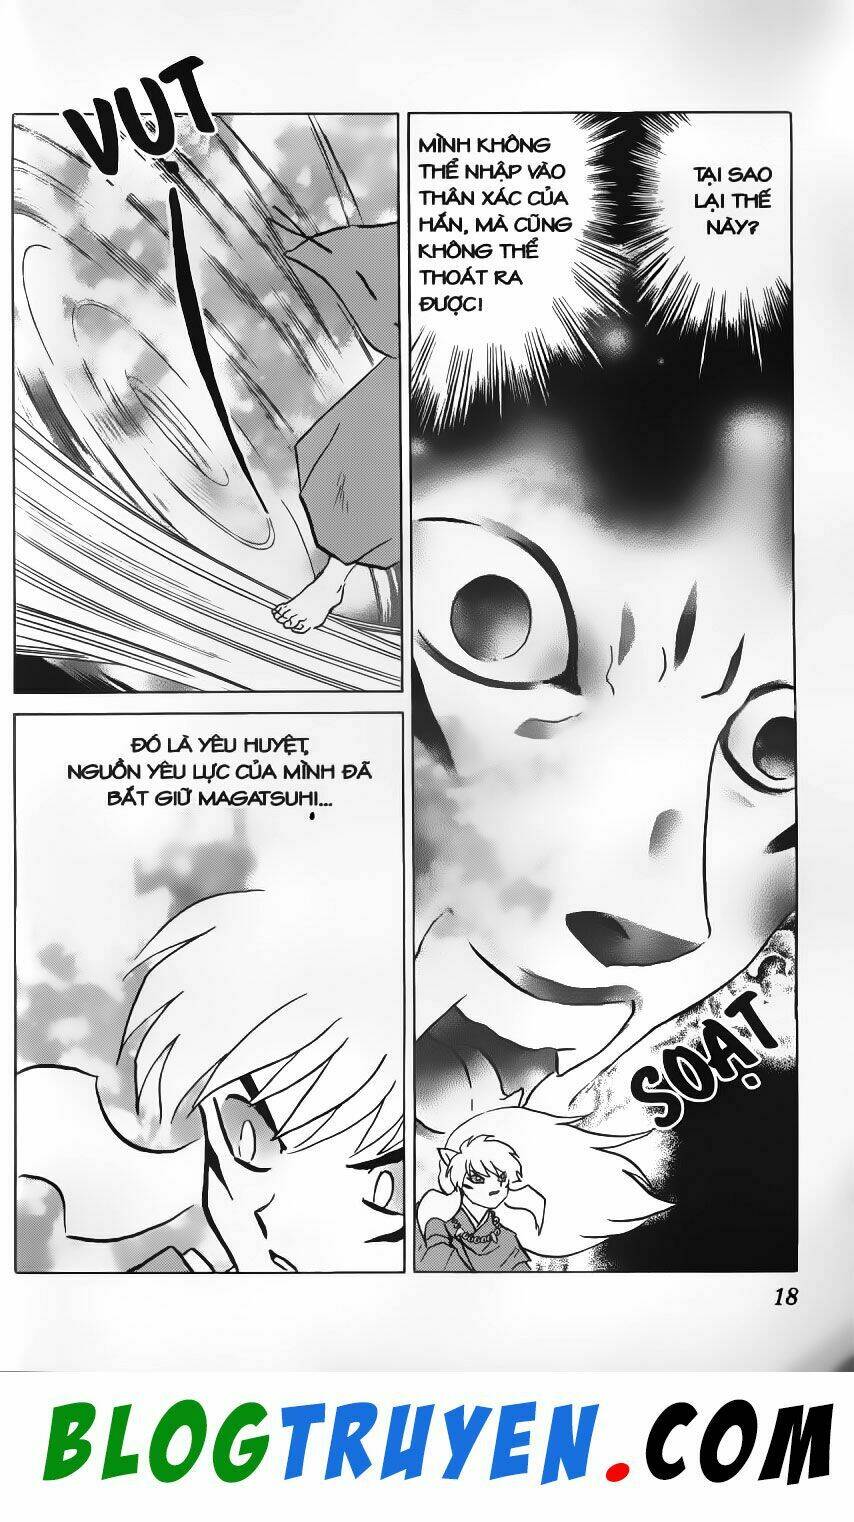 TẠI SAO
LẠI THẾ
NÀY?
MÌNH KHÔNG
THỂ NHẬP VÀO
THÂN XÁC CỦA
HẮN, MÀ CŨNG
KHÔNG THỂ
THOÁT RA
ĐƯỢC!
SOẠT
VỤT
ĐÓ LÀ YÊU HUYỆT,
NGUỒN YÊU LỰC CỦA MÌNH ĐÃ
BẮT GIỮ MAGATSUHI...
18
BLOGTRUYEN.COM